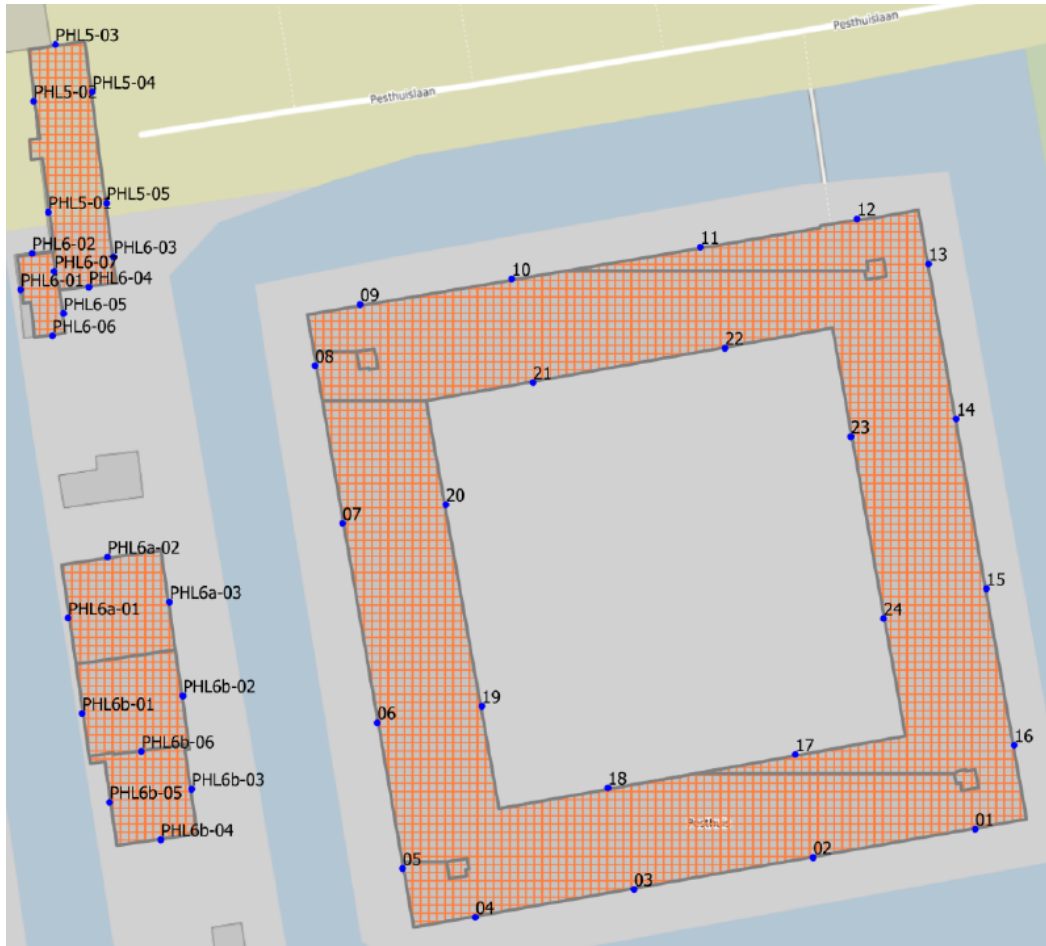 PHL5-03
Pesthuislaan
PHL5-04
Pesthuislaan
PHL5-02
PHL5-05
PHL5-01
12
PHL6-02
PHL6-03
11
13
PHL6-07
PHL6-01
PHL6-04
10
09
PHL6-05
PHL6-06
22
08
21
14
23
20
07
PHL6a-02
15
PHL6a-03
PHL6a-01
24
PHL6b-02
19
PHL6b-01
06
16
PHL6b-06
17
PHL6b-03
18
PHL6b-05
Pesthuis
01
PHL6b-04
02
05
03
04